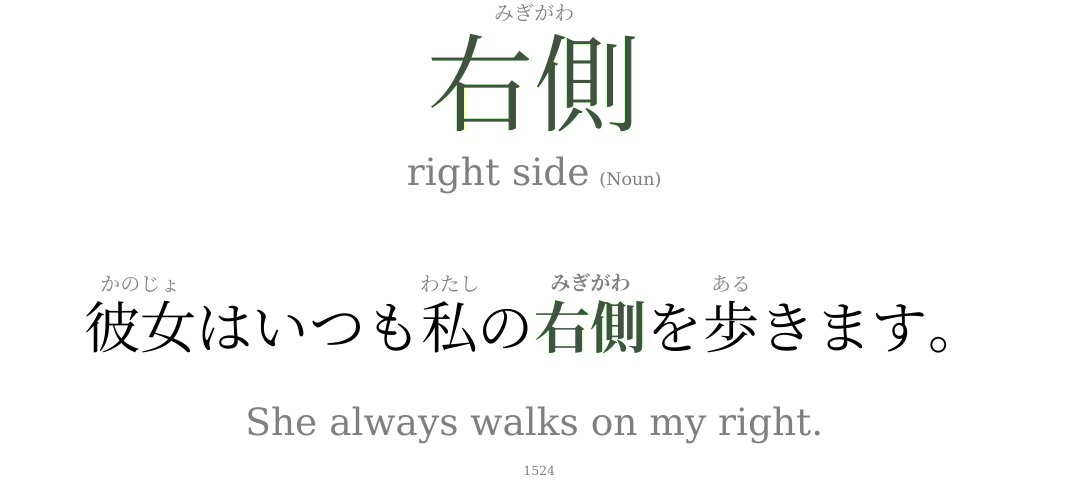 みぎがわ
右側
right side (Noun)
かのじょ わたし みぎがわ ある
彼女はいつも私の右側を歩きます。
She always walks on my right.
1524